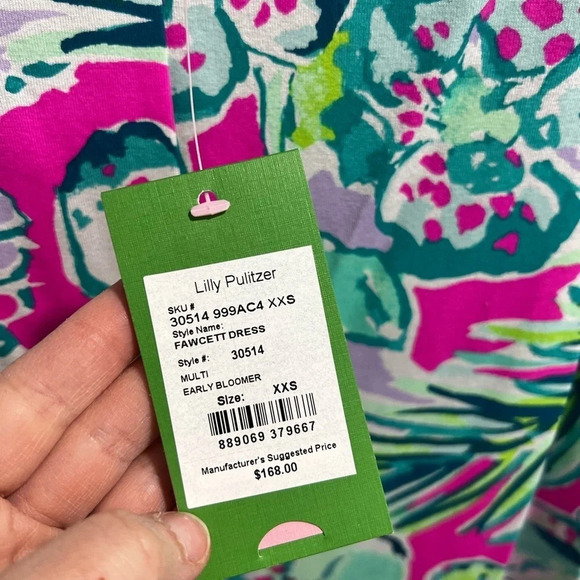 Lilly Pulitzer
SKU #
30514 999AC4 XXS
Style Name:
FAWCETT DRESS
Style #: 30514
MULTI
EARLY BLOOMER
Size: XXS
889069 379667
Manufacturer's Suggested Price
$168.00